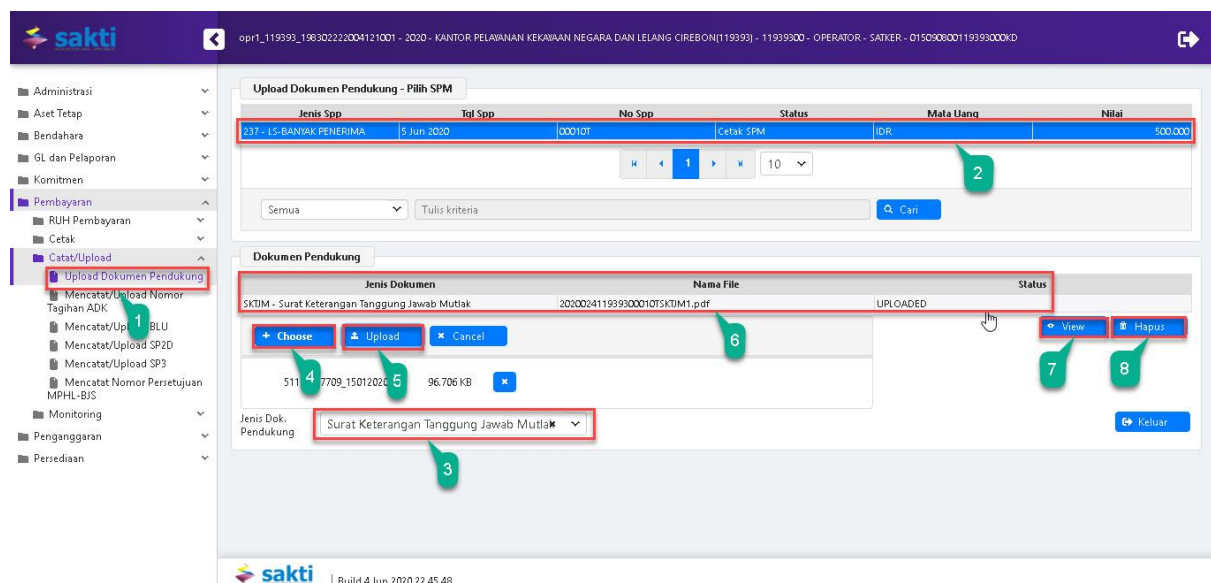 sakti
opr1_119393_198302222004121001 - 2020 - KANTOR PELAYANAN KEKAYAAN NEGARA DAN LELANG CIREBON(119393) - 11939300 - OPERATOR - SATKER - 015090800119393000KD
Administrasi
Aset Tetap
Bendahara
GL dan Pelaporan
Komitmen
Pembayaran
RUH Pembayaran
Cetak
Catat/Upload
Upload Dokumen Pendukung
Mencatat/Upload Nomor
Tagihan ADK
1
BLU
Mencatat/Upload SP2D
Mencatat/Upload SP3
Mencatat Nomor Persetujuan
MPHL-BJS
Monitoring
Penganggaran
Persediaan
Upload Dokumen Pendukung - Pilih SPM
Jenis Spp Tgl Spp No Spp Status Mata Uang Nilai
237 - LS-BANYAK PENERIMA 5 Jun 2020 00010T Cetak SPM IDR 500.000
1 10
2
Semua Tulis kriteria Cari
Dokumen Pendukung
Jenis Dokumen Nama File Status
SKTJM - Surat Keterangan Tanggung Jawab Mutlak 202002411939300010TSKTJM1.pdf UPLOADED
+ Choose Upload Cancel View Hapus
6
4 5 7 8
511 7709_15012020 96.706 KB
Jenis Dok.
Pendukung
Surat Keterangan Tanggung Jawab Mutlak
Keluar
3
sakti
Build 4 Jun 2020 22.45.48